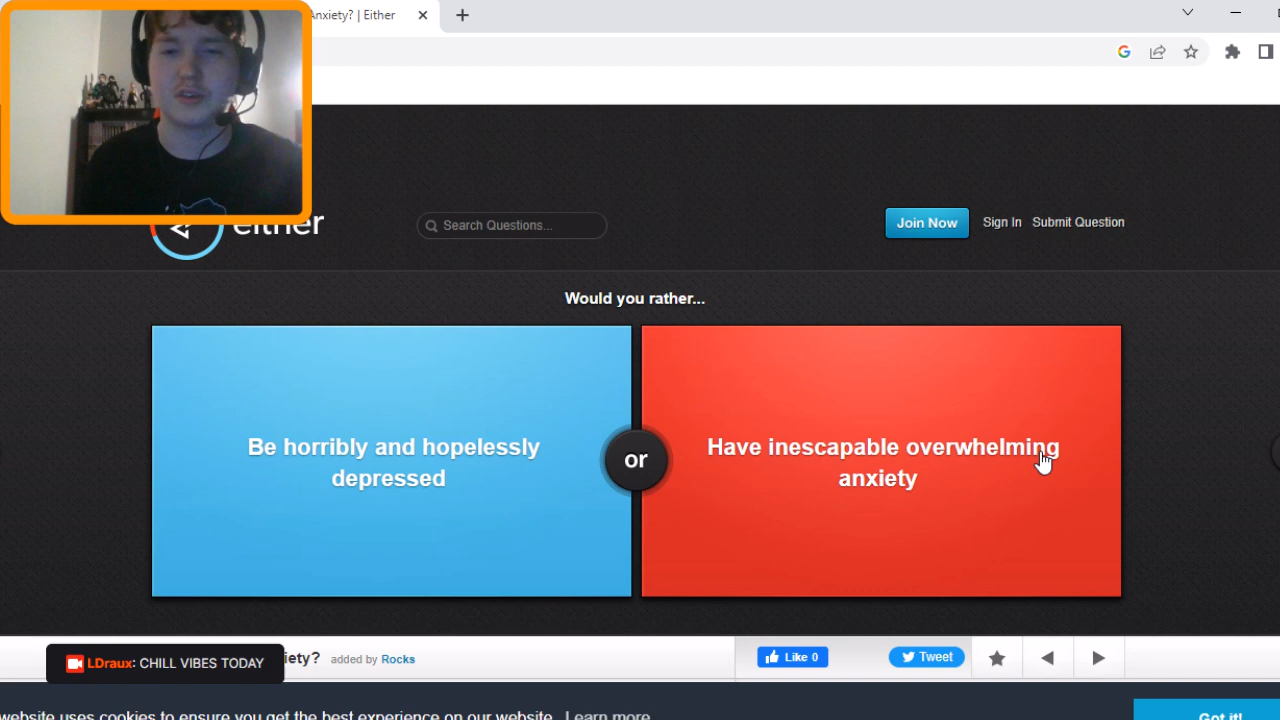 Anxiety? | Either
either
Search Questions...
Join Now
Sign In
Submit Question
Would you rather...
Be horribly and hopelessly
depressed
or
Have inescapable overwhelming
anxiety
LDraux: CHILL VIBES TODAY
iety?
added by Rocks
Like 0
Tweet
website uses cookies to ensure you get the best experience on our website. Learn more
Got it!